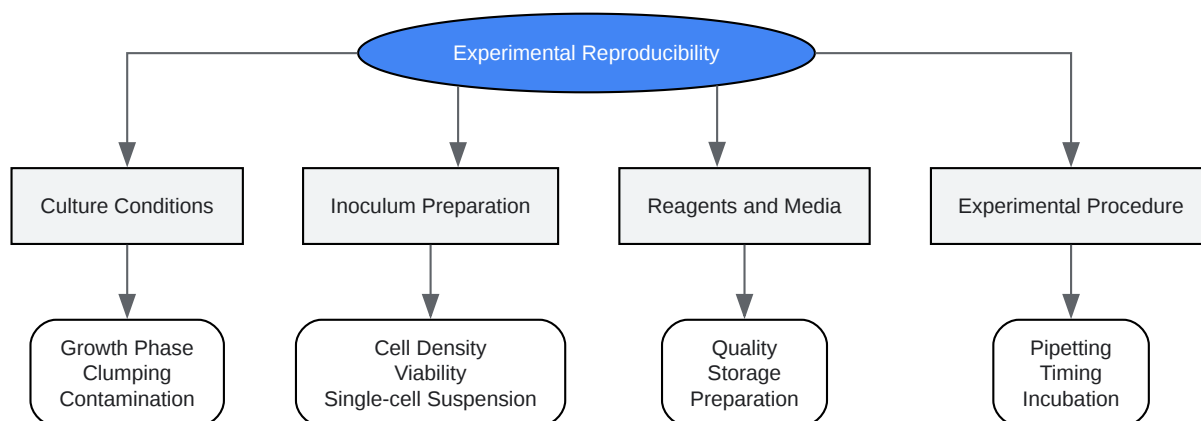 Experimental Reproducibility
Culture Conditions
Inoculum Preparation
Reagents and Media
Experimental Procedure
Growth Phase
Clumping
Contamination
Cell Density
Viability
Single-cell Suspension
Quality
Storage
Preparation
Pipetting
Timing
Incubation